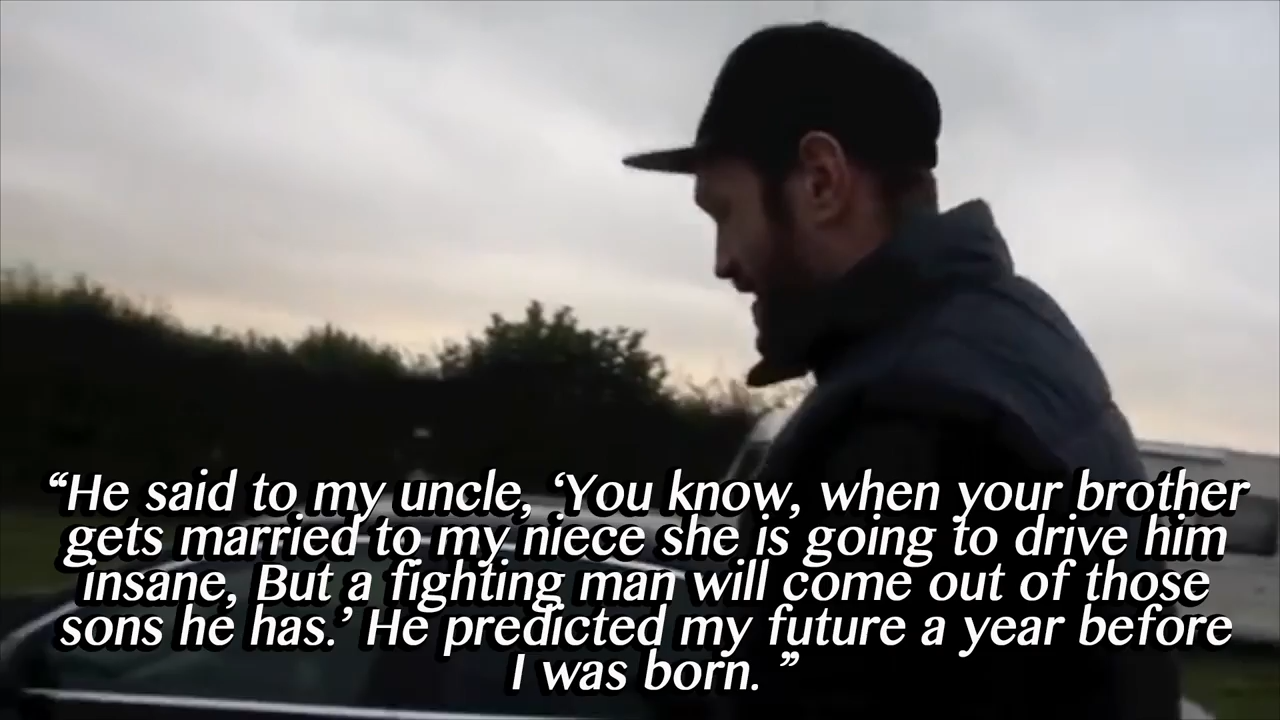 “He said to my uncle, ‘You know, when your brother
gets married to my niece she is going to drive him
insane, But a fighting man will come out of those
sons he has.’ He predicted my future a year before
I was born. ”